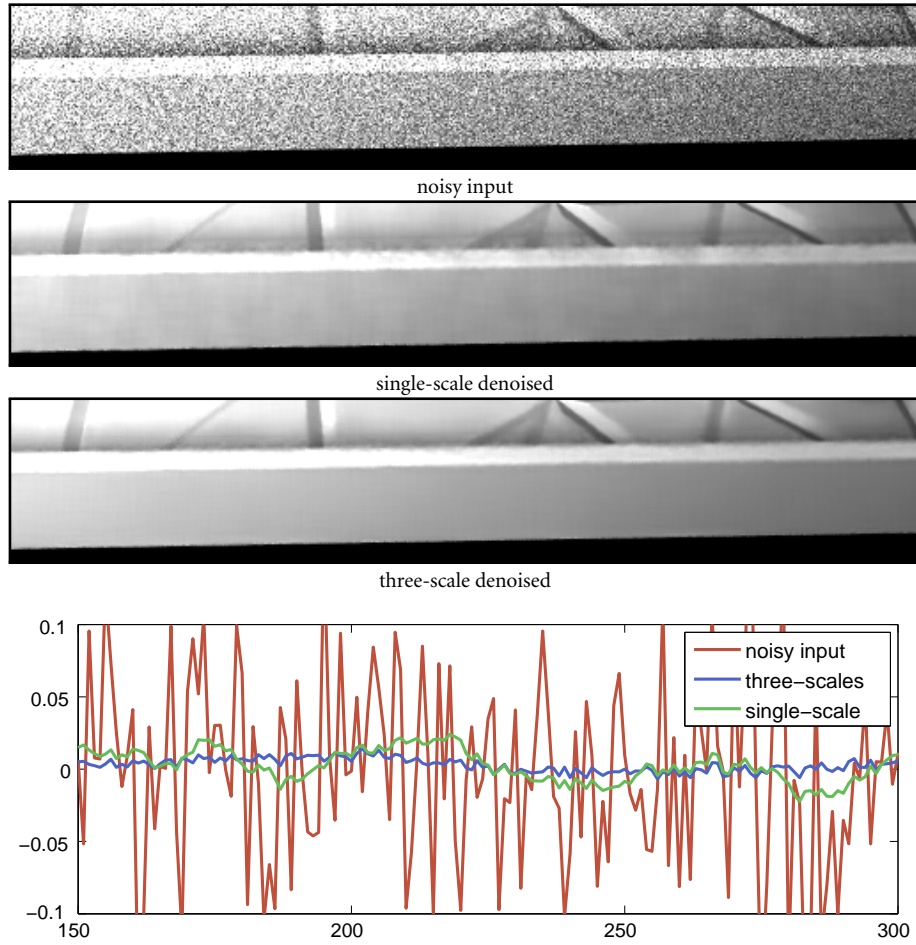 noisy input
single-scale denoised
three-scale denoised
0.1
0.05
0
−0.05
−0.1
150
200
250
300
noisy input
three−scales
single−scale